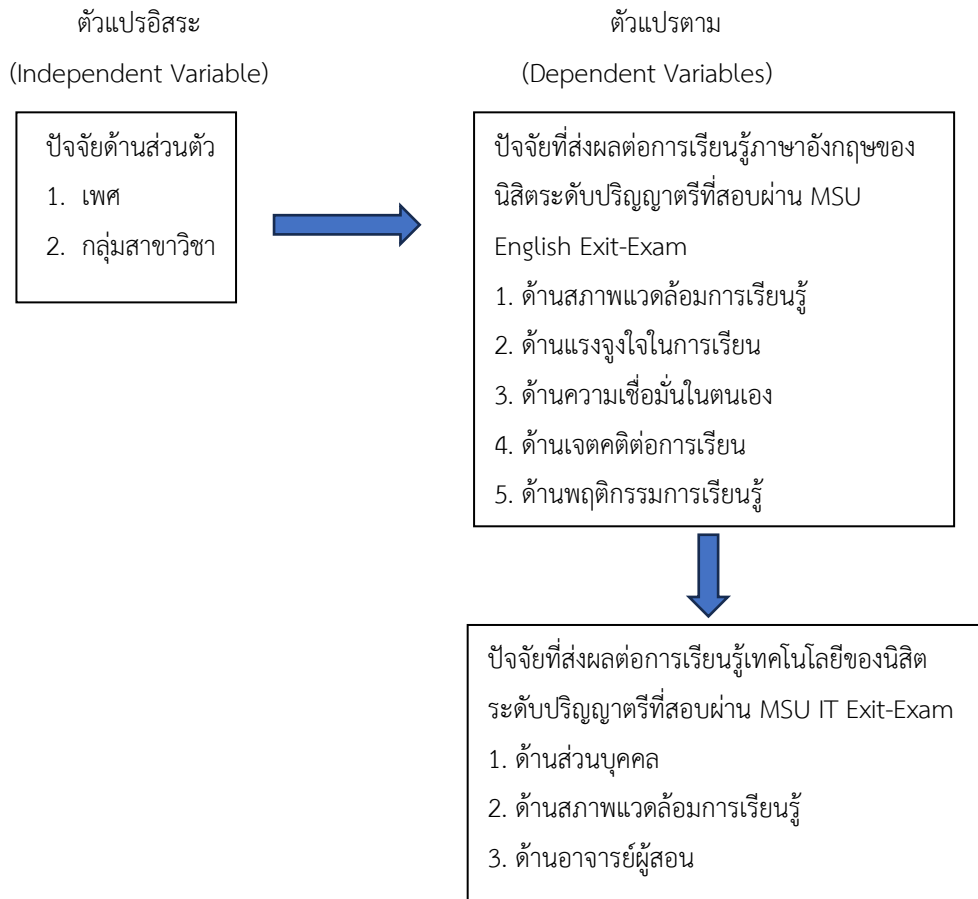 ตัวแปรอิสระ
(Independent Variable)
ตัวแปรตาม
(Dependent Variables)
ปัจจัยด้านส่วนตัว
1. เพศ
2. กลุ่มสาขาวิชา
ปัจจัยที่ส่งผลต่อการเรียนรู้ภาษาอังกฤษของ
นิสิตระดับปริญญาตรีที่สอบผ่าน MSU
English Exit-Exam
1. ด้านสภาพแวดล้อมการเรียนรู้
2. ด้านแรงจูงใจในการเรียน
3. ด้านความเชื่อมั่นในตนเอง
4. ด้านเจตคติต่อการเรียน
5. ด้านพฤติกรรมการเรียนรู้
ปัจจัยที่ส่งผลต่อการเรียนรู้เทคโนโลยีของนิสิต
ระดับปริญญาตรีที่สอบผ่าน MSU IT Exit-Exam
1. ด้านส่วนบุคคล
2. ด้านสภาพแวดล้อมการเรียนรู้
3. ด้านอาจารย์ผู้สอน